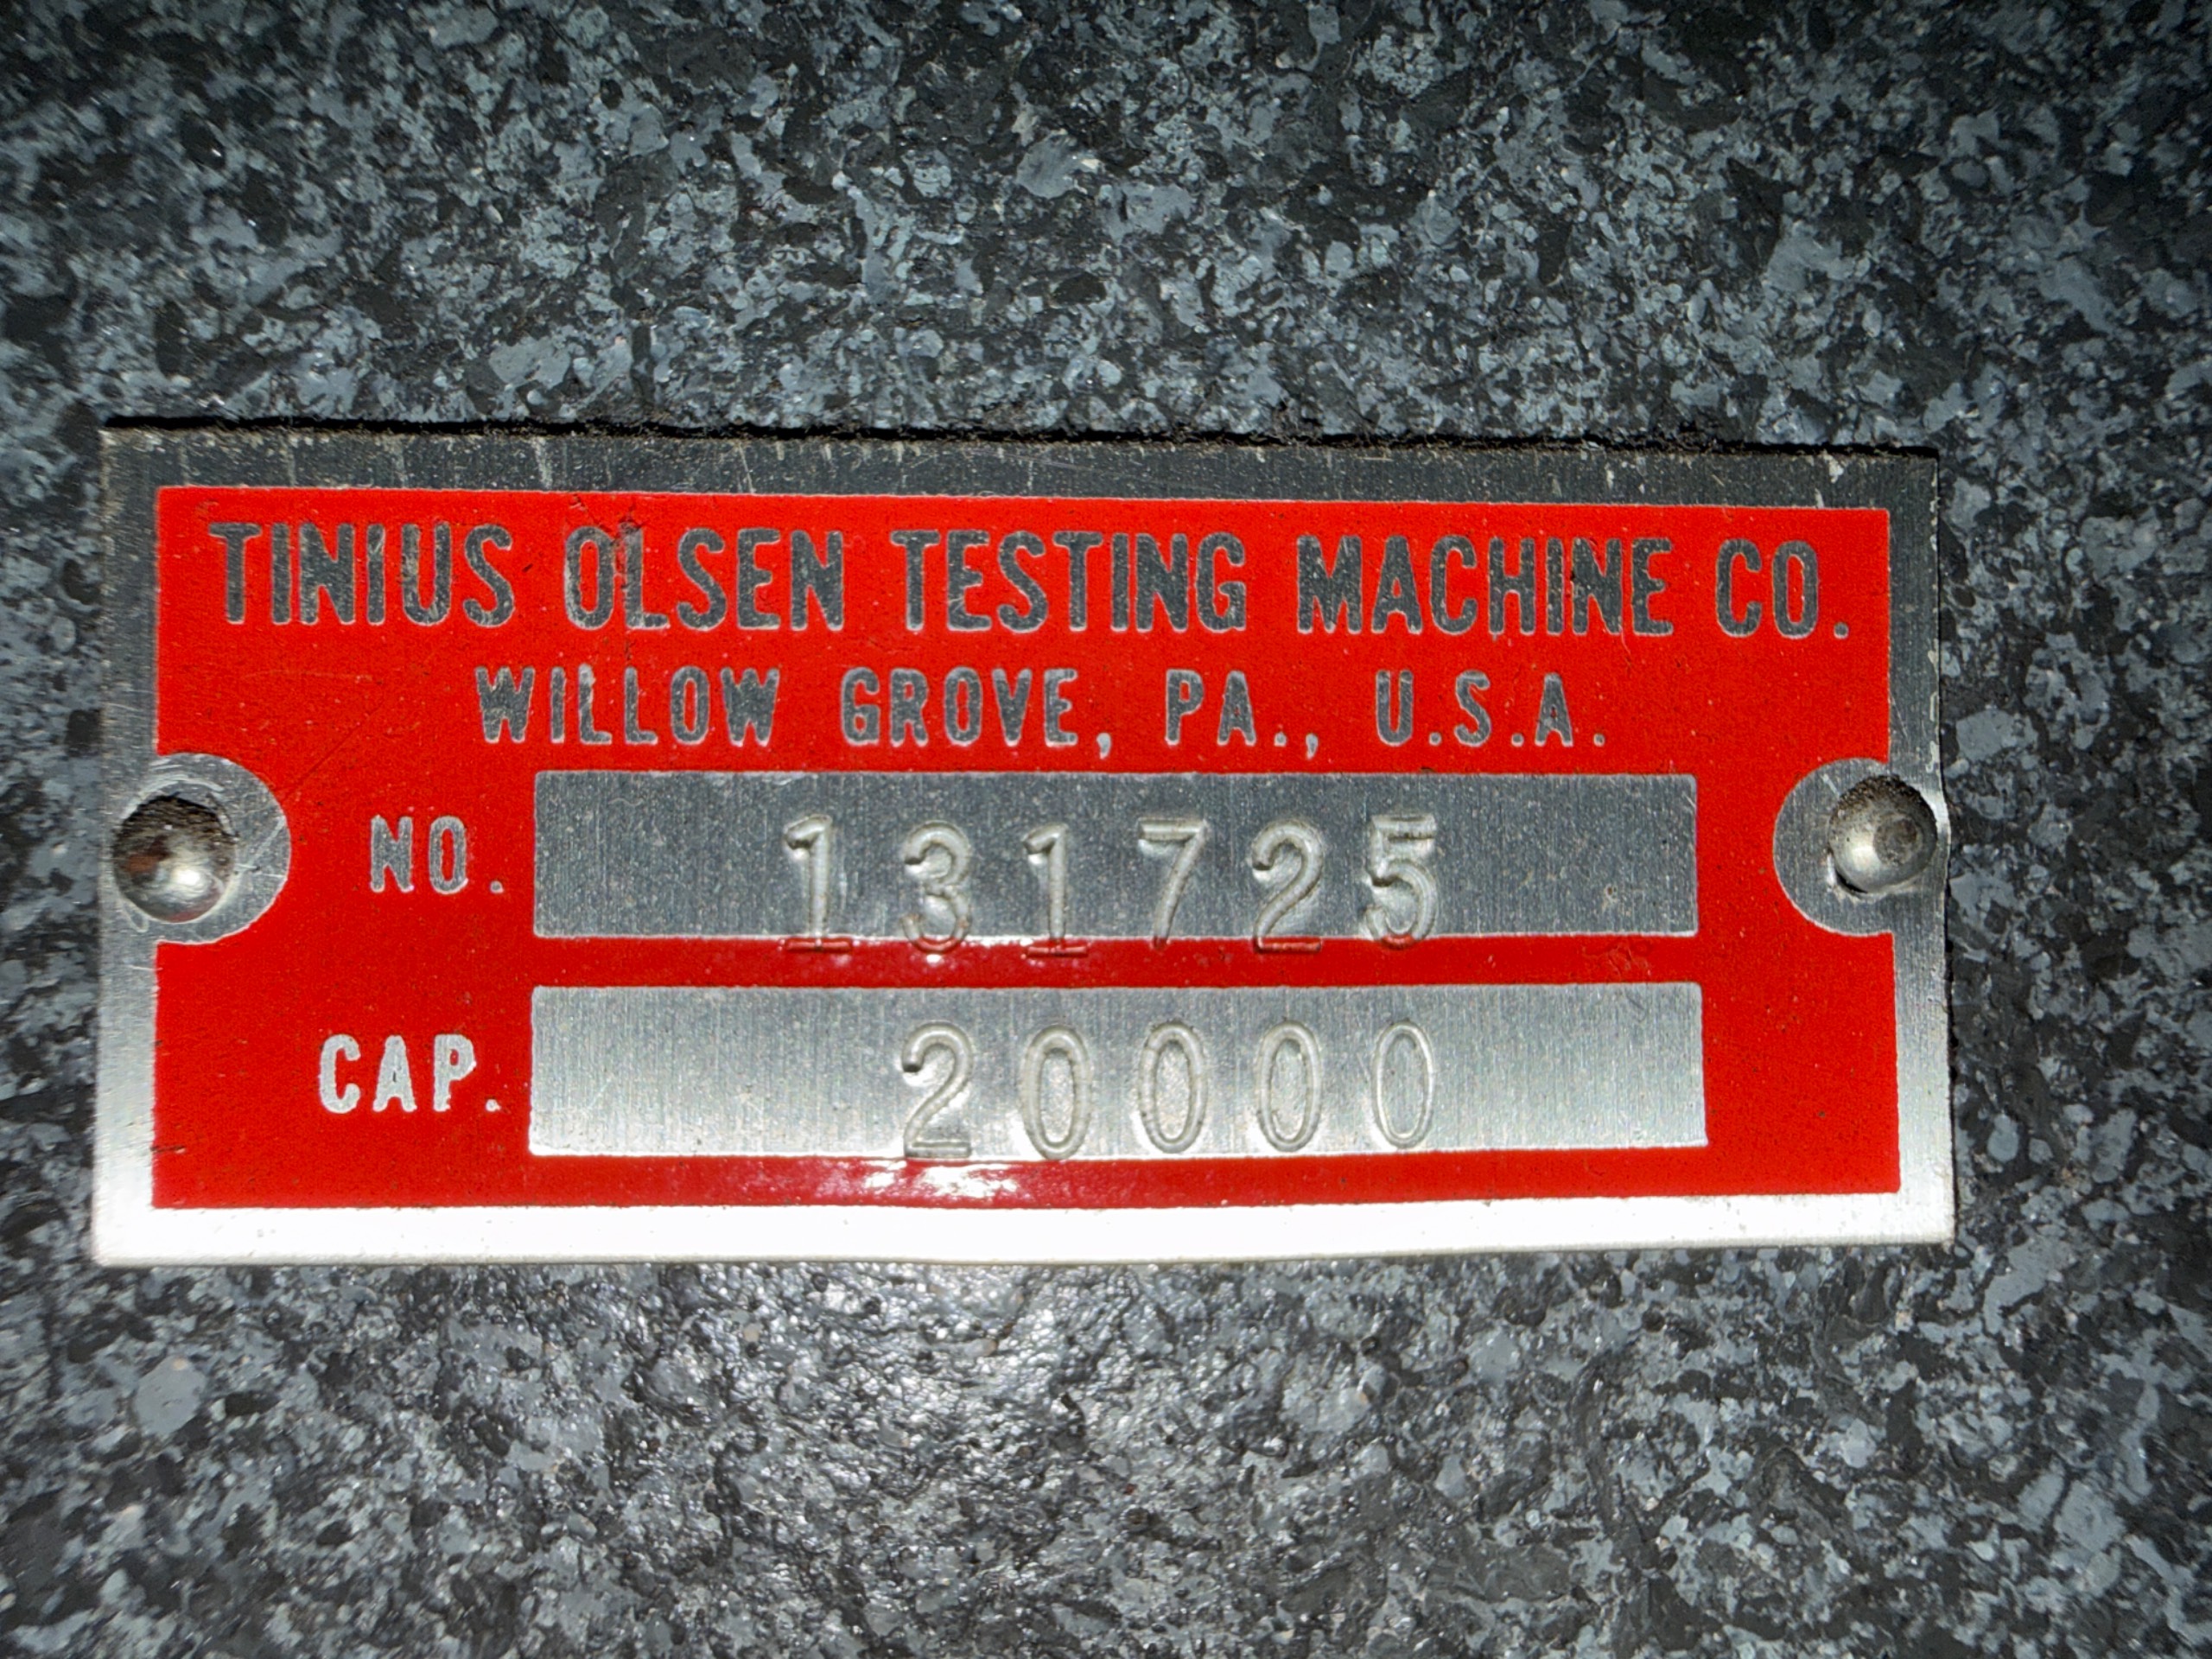 TINIUS OLSEN TESTING MACHINE CO.
WILLOW GROVE, PA., U.S.A.
NO. 131725
CAP. 20000